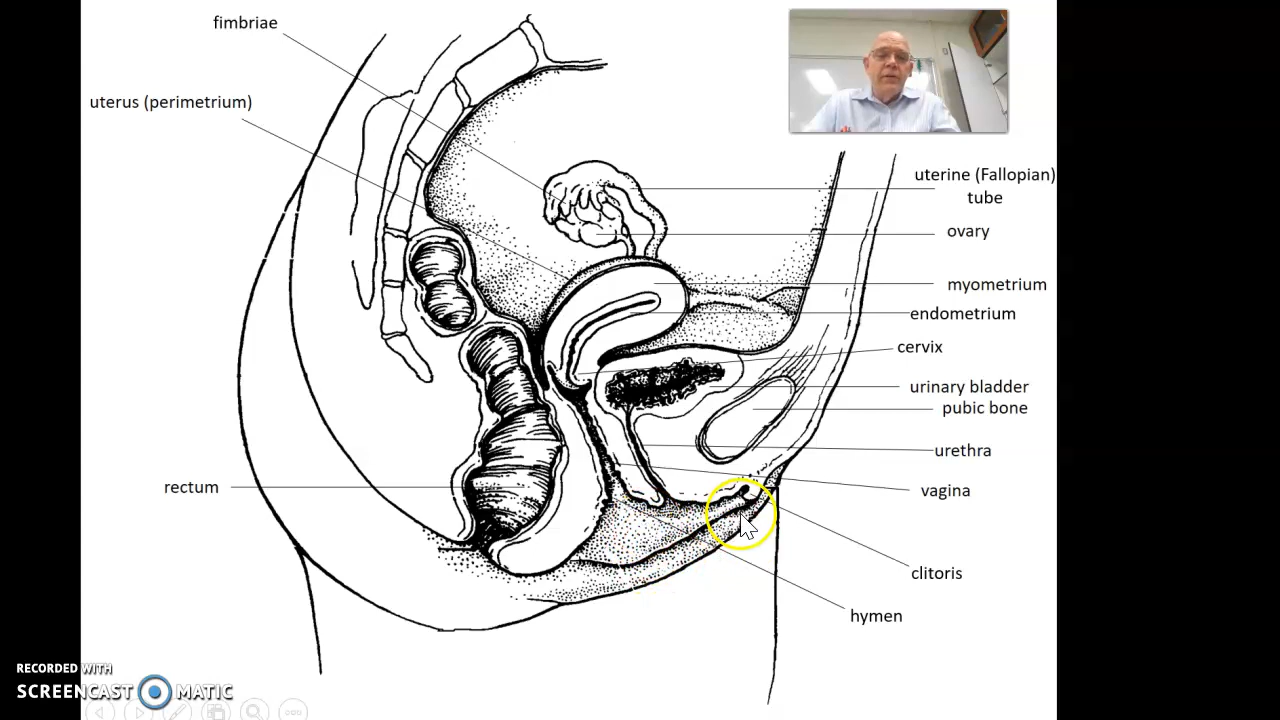 fimbriae
uterus (perimetrium)
uterine (Fallopian)
tube
ovary
myometrium
endometrium
cervix
urinary bladder
pubic bone
urethra
rectum
vagina
clitoris
hymen
RECORDED WITH
SCREENCAST MATIC